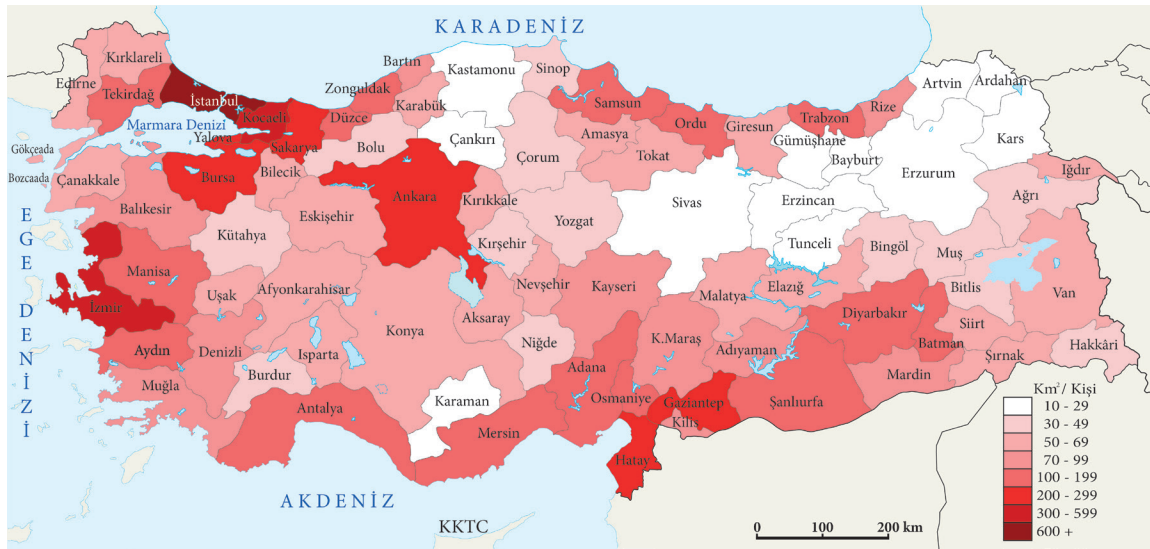 KARADENİZ
Kırklareli
Edirne
Tekirdağ
İstanbul
Kocaeli
Marmara Denizi
Yalova
Sakarya
Gökçeada
Bozcaada
Çanakkale
Bursa
Bilecik
Balıkesir
Bartın
Zonguldak
Düzce
Karabük
Bolu
Kastamonu
Çankırı
Sinop
Samsun
Amasya
Çorum
Tokat
Ordu
Giresun
Trabzon
Gümüşhane
Bayburt
Rize
Artvin
Ardahan
Kars
Erzurum
Erzincan
Iğdır
Ağrı
Ankara
Kırıkkale
Eskişehir
Kütahya
Yozgat
Kırşehir
Sivas
Tunceli
Bingöl
Muş
Bitlis
Van
EGE DENİZİ
Manisa
İzmir
Uşak
Afyonkarahisar
Nevşehir
Kayseri
Malatya
Elazığ
Diyarbakır
Batman
Siirt
Şırnak
Hakkâri
Aydın
Denizli
Isparta
Konya
Aksaray
Niğde
K.Maraş
Adıyaman
Mardin
Muğla
Burdur
Antalya
Karaman
Mersin
Adana
Osmaniye
Gaziantep
Kilis
Şanlıurfa
Hatay
AKDENİZ
KKTC
0 100 200 km
Km²/ Kişi
10 - 29
30 - 49
50 - 69
70 - 99
100 - 199
200 - 299
300 - 599
600 +